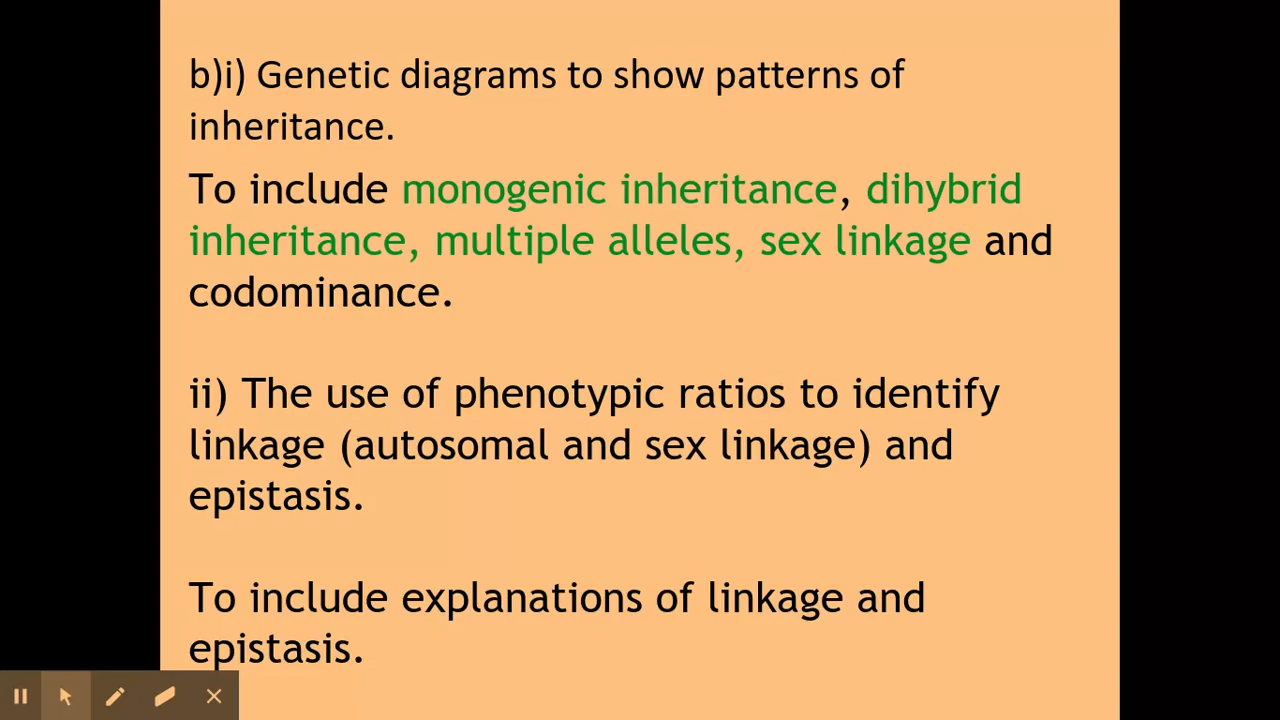 b)i) Genetic diagrams to show patterns of
inheritance.
To include monogenic inheritance, dihybrid
inheritance, multiple alleles, sex linkage and
codominance.
ii) The use of phenotypic ratios to identify
linkage (autosomal and sex linkage) and
epistasis.
To include explanations of linkage and
epistasis.